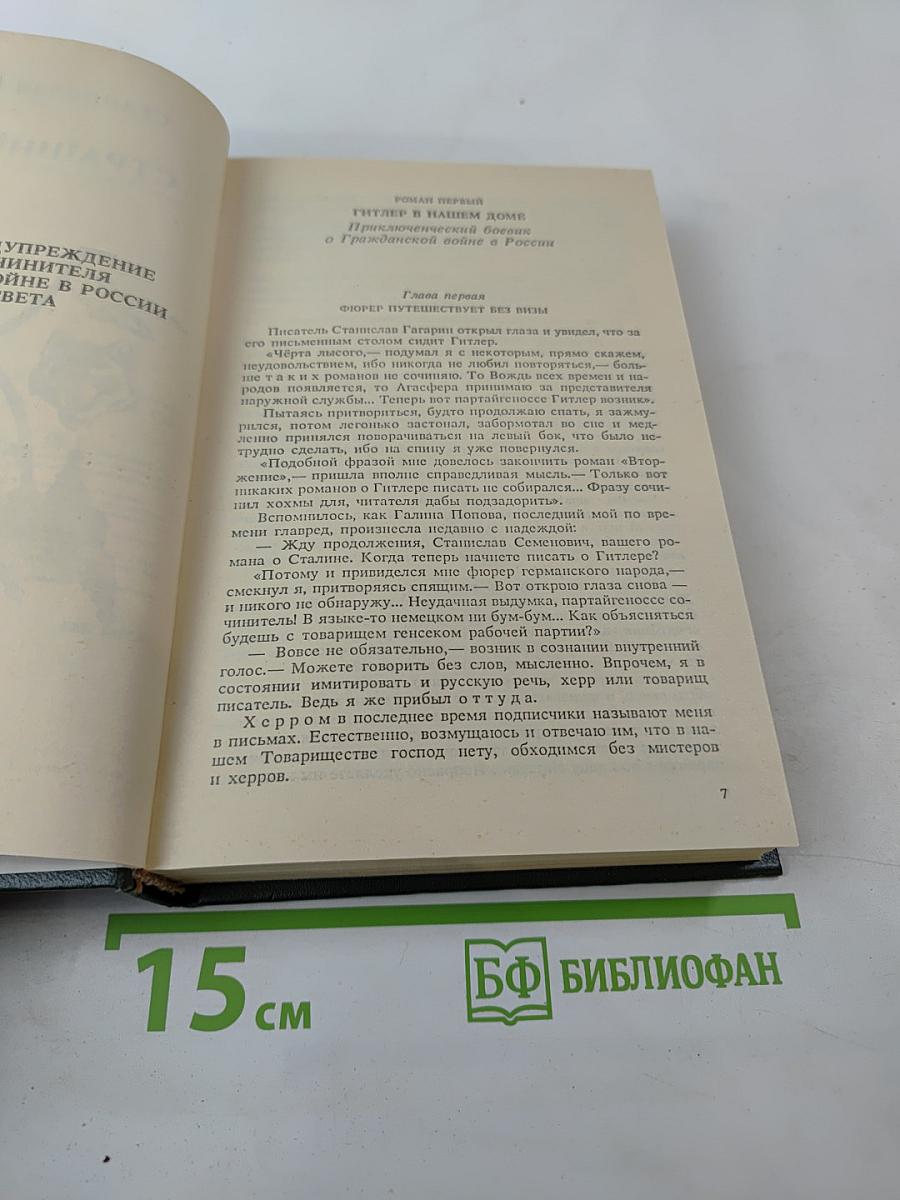 УПРЕЖДЕНИЕ
ЧИНИТЕЛЯ
ОЙНЕ В РОССИИ
СВЕТА
РОМАН ПЕРВЫЙ
ГИТЛЕР В НАШЕМ ДОМЕ
Приключенческий боевик
о Гражданской войне в России
Глава первая
ФЮРЕР ПУТЕШЕСТВУЕТ БЕЗ ВИЗЫ
Писатель Станислав Гагарин открыл глаза и увидел, что за
его письменным столом сидит Гитлер.
«Чёрта лысого,— подумал я с некоторым, прямо скажем,
неудовольствием, ибо никогда не любил повторяться,— боль-
ше т а к и х романов не сочиняю. То Вождь всех времен и на-
родов появляется, то Агасфера принимаю за представителя
наружной службы... Теперь вот партайгеноссе Гитлер возник».
Пытаясь притвориться, будто продолжаю спать, я зажму-
рился, потом легонько застонал, забормотал во сне и мед-
ленно принялся поворачиваться на левый бок, что было не-
трудно сделать, ибо на спину я уже повернулся.
«Подобной фразой мне довелось закончить роман «Втор-
жение»,— пришла вполне справедливая мысль.— Только вот
никаких романов о Гитлере писать не собирался... Фразу сочи-
нил хохмы для, читателя дабы подзадорить».
Вспомнилось, как Галина Попова, последний мой по вре-
мени главред, произнесла недавно с надеждой:
— Жду продолжения, Станислав Семенович, вашего ро-
мана о Сталине. Когда теперь начнете писать о Гитлере?
«Потому и привиделся мне фюрер германского народа,—
смекнул я, притворяясь спящим.— Вот открою глаза снова —
и никого не обнаружу... Неудачная выдумка, партайгеноссе со-
чинитель! В языке-то немецком ни бум-бум... Как объясняться
будешь с товарищем генсеком рабочей партии?»
— Вовсе не обязательно,— возник в сознании внутренний
голос.— Можете говорить без слов, мысленно. Впрочем, я в
состоянии имитировать и русскую речь, херр или товарищ
писатель. Ведь я же прибыл о т т у д а.
Х е р р о м в последнее время подписчики называют меня
в письмах. Естественно, возмущаюсь и отвечаю им, что в на-
шем Товариществе господ нету, обходимся без мистеров
и херров.
7
15 см
БФ БИБЛИОФАН